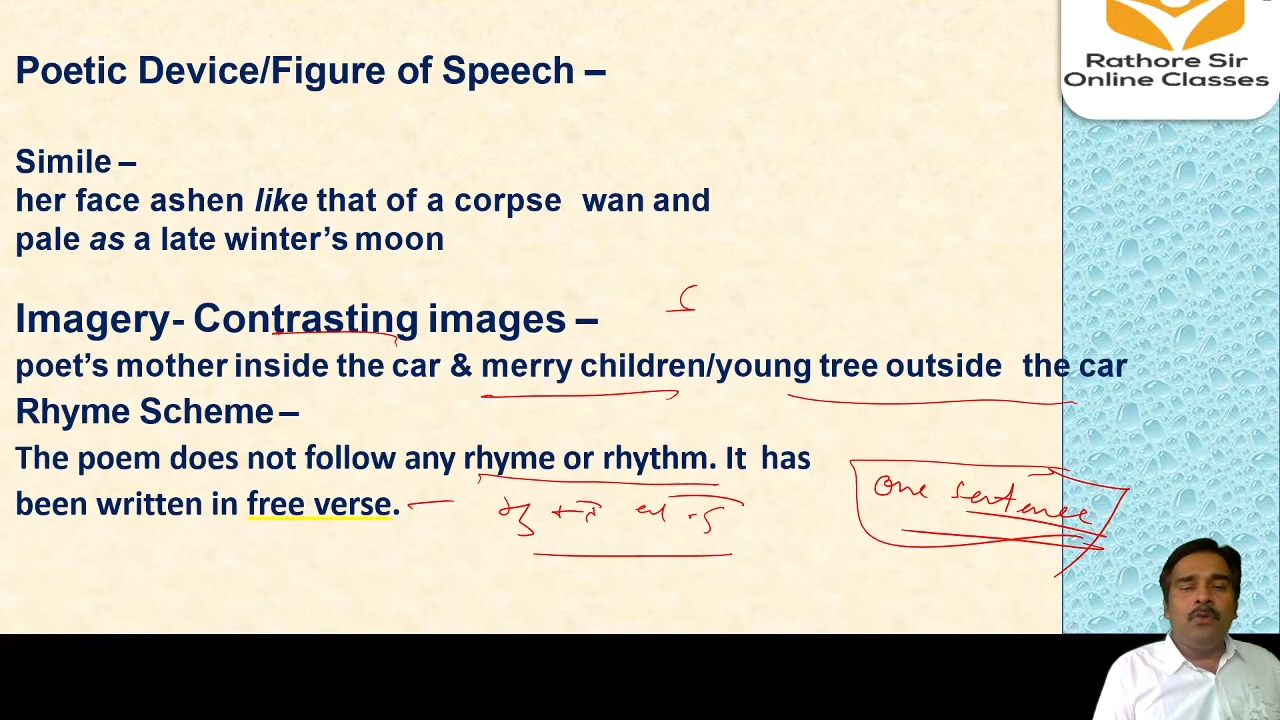 Rathore Sir
Online Classes
Poetic Device/Figure of Speech –
Simile –
her face ashen like that of a corpse wan and
pale as a late winter's moon
Imagery- Contrasting images –
poet's mother inside the car & merry children/young tree outside the car
Rhyme Scheme –
The poem does not follow any rhyme or rhythm. It has
been written in free verse.
one sentence